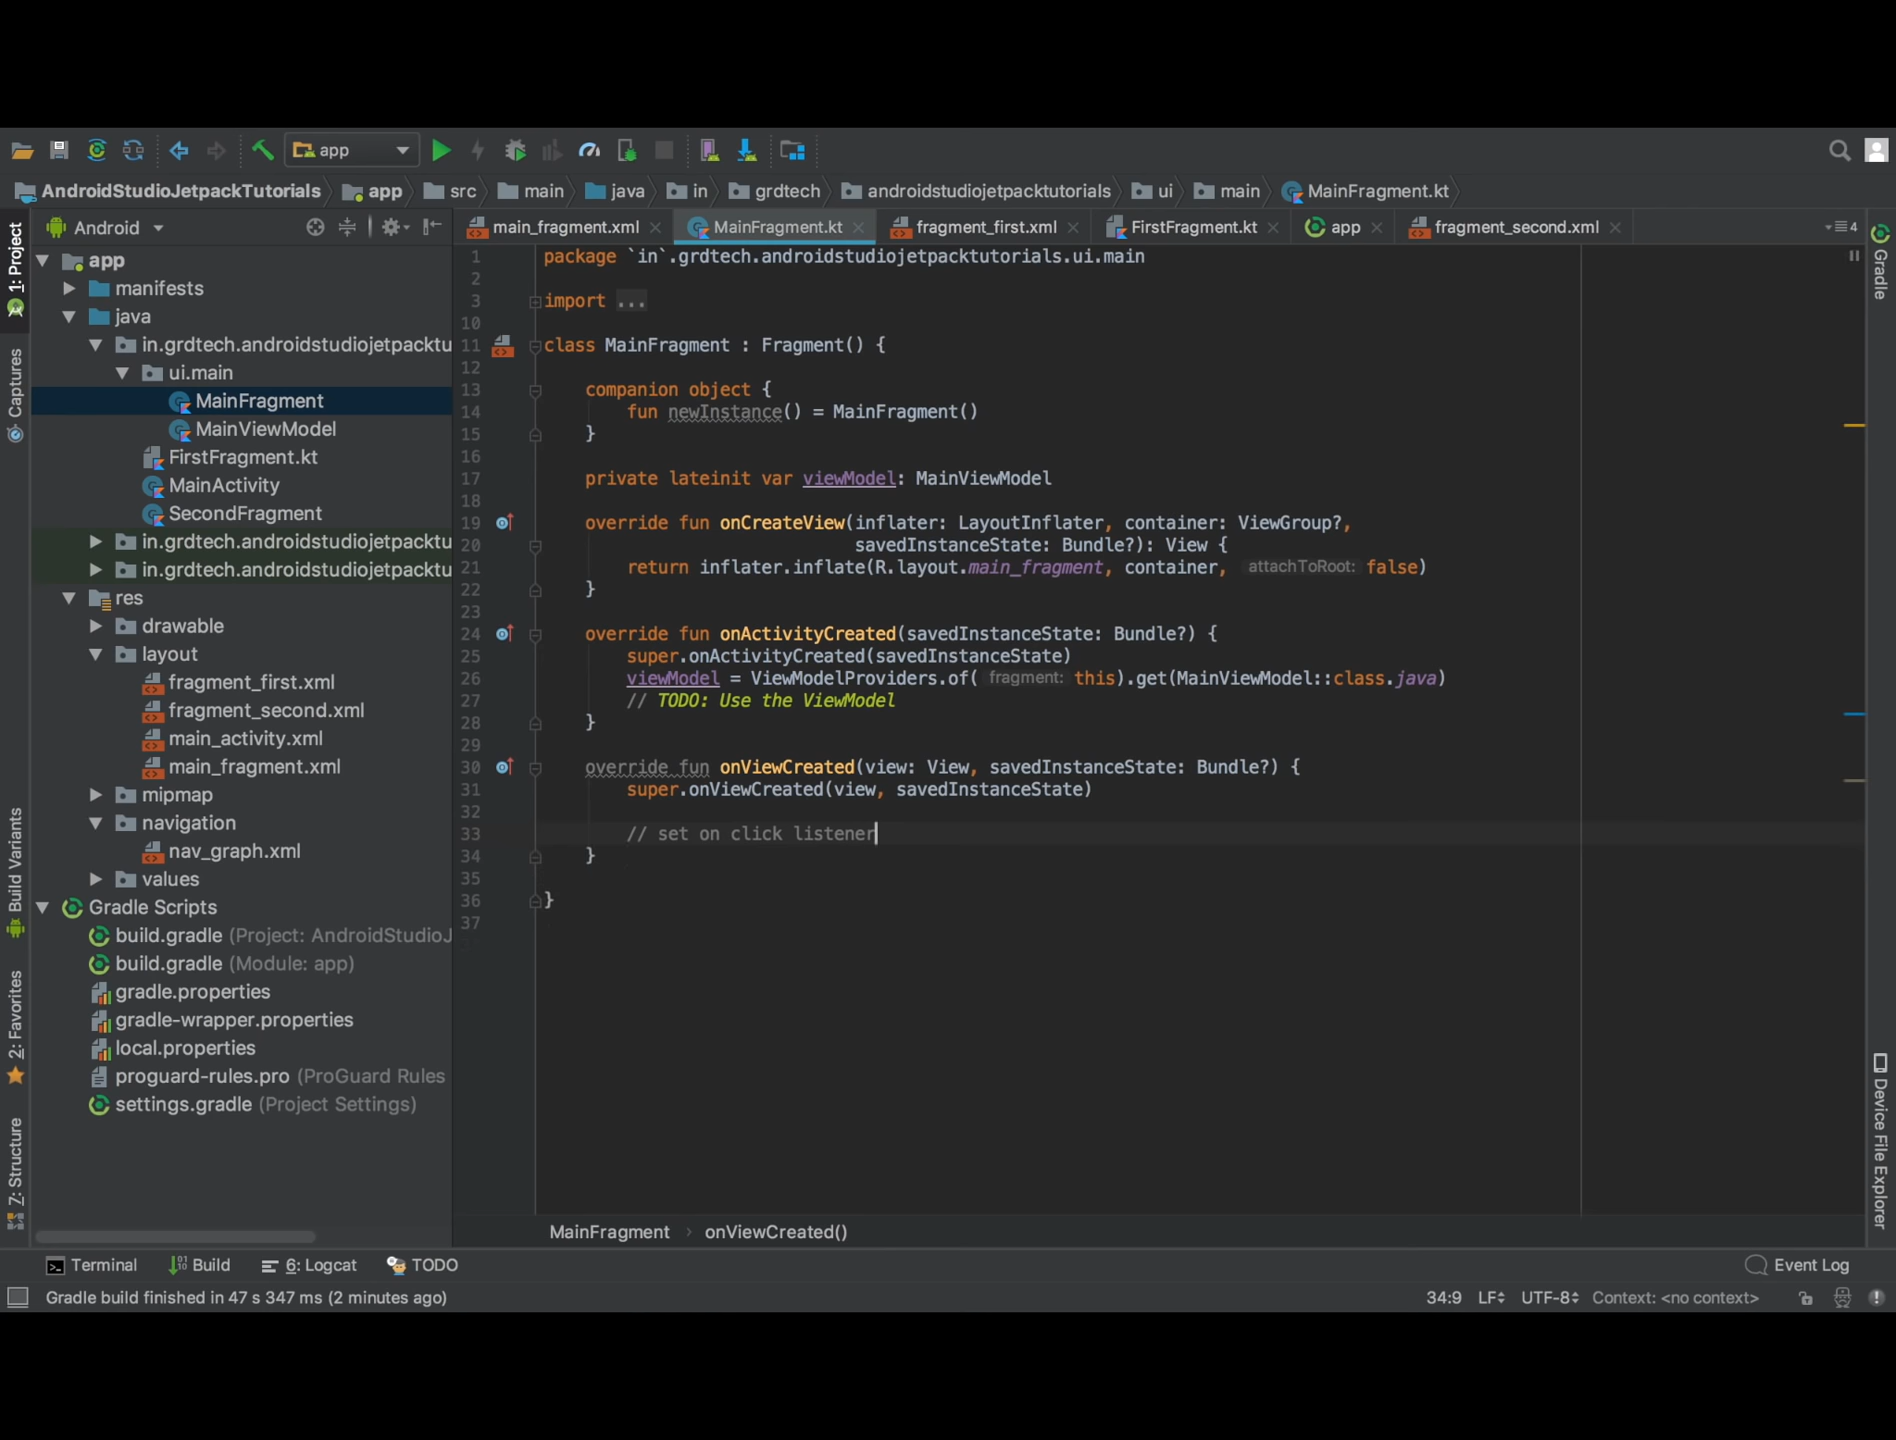 app
AndroidStudioJetpackTutorials app src main java in grdtech androidstudiojetpacktutorials ui main MainFragment.kt
Android
main_fragment.xml MainFragment.kt fragment_first.xml FirstFragment.kt app fragment_second.xml 4
1: Project
Captures
Build Variants
2: Favorites
7: Structure
app
manifests
java
in.grdtech.androidstudiojetpacktu
ui.main
MainFragment
MainViewModel
FirstFragment.kt
MainActivity
SecondFragment
in.grdtech.androidstudiojetpacktu
in.grdtech.androidstudiojetpacktu
res
drawable
layout
fragment_first.xml
fragment_second.xml
main_activity.xml
main_fragment.xml
mipmap
navigation
nav_graph.xml
values
Gradle Scripts
build.gradle (Project: AndroidStudioJ
build.gradle (Module: app)
gradle.properties
gradle-wrapper.properties
local.properties
proguard-rules.pro (ProGuard Rules
settings.gradle (Project Settings)
1 package `in`.grdtech.androidstudiojetpacktutorials.ui.main
2
3 import ...
10
11 class MainFragment : Fragment() {
12
13 companion object {
14 fun newInstance() = MainFragment()
15 }
16
17 private lateinit var viewModel: MainViewModel
18
19 override fun onCreateView(inflater: LayoutInflater, container: ViewGroup?,
20 savedInstanceState: Bundle?): View {
21 return inflater.inflate(R.layout.main_fragment, container, attachToRoot: false)
22 }
23
24 override fun onActivityCreated(savedInstanceState: Bundle?) {
25 super.onActivityCreated(savedInstanceState)
26 viewModel = ViewModelProviders.of( fragment: this).get(MainViewModel::class.java)
27 // TODO: Use the ViewModel
28 }
29
30 override fun onViewCreated(view: View, savedInstanceState: Bundle?) {
31 super.onViewCreated(view, savedInstanceState)
32
33 // set on click listener
34 }
35
36 }
37
MainFragment › onViewCreated()
Gradle
Device File Explorer
Terminal Build 6: Logcat TODO Event Log
Gradle build finished in 47 s 347 ms (2 minutes ago) 34:9 LF UTF-8 Context: <no context>